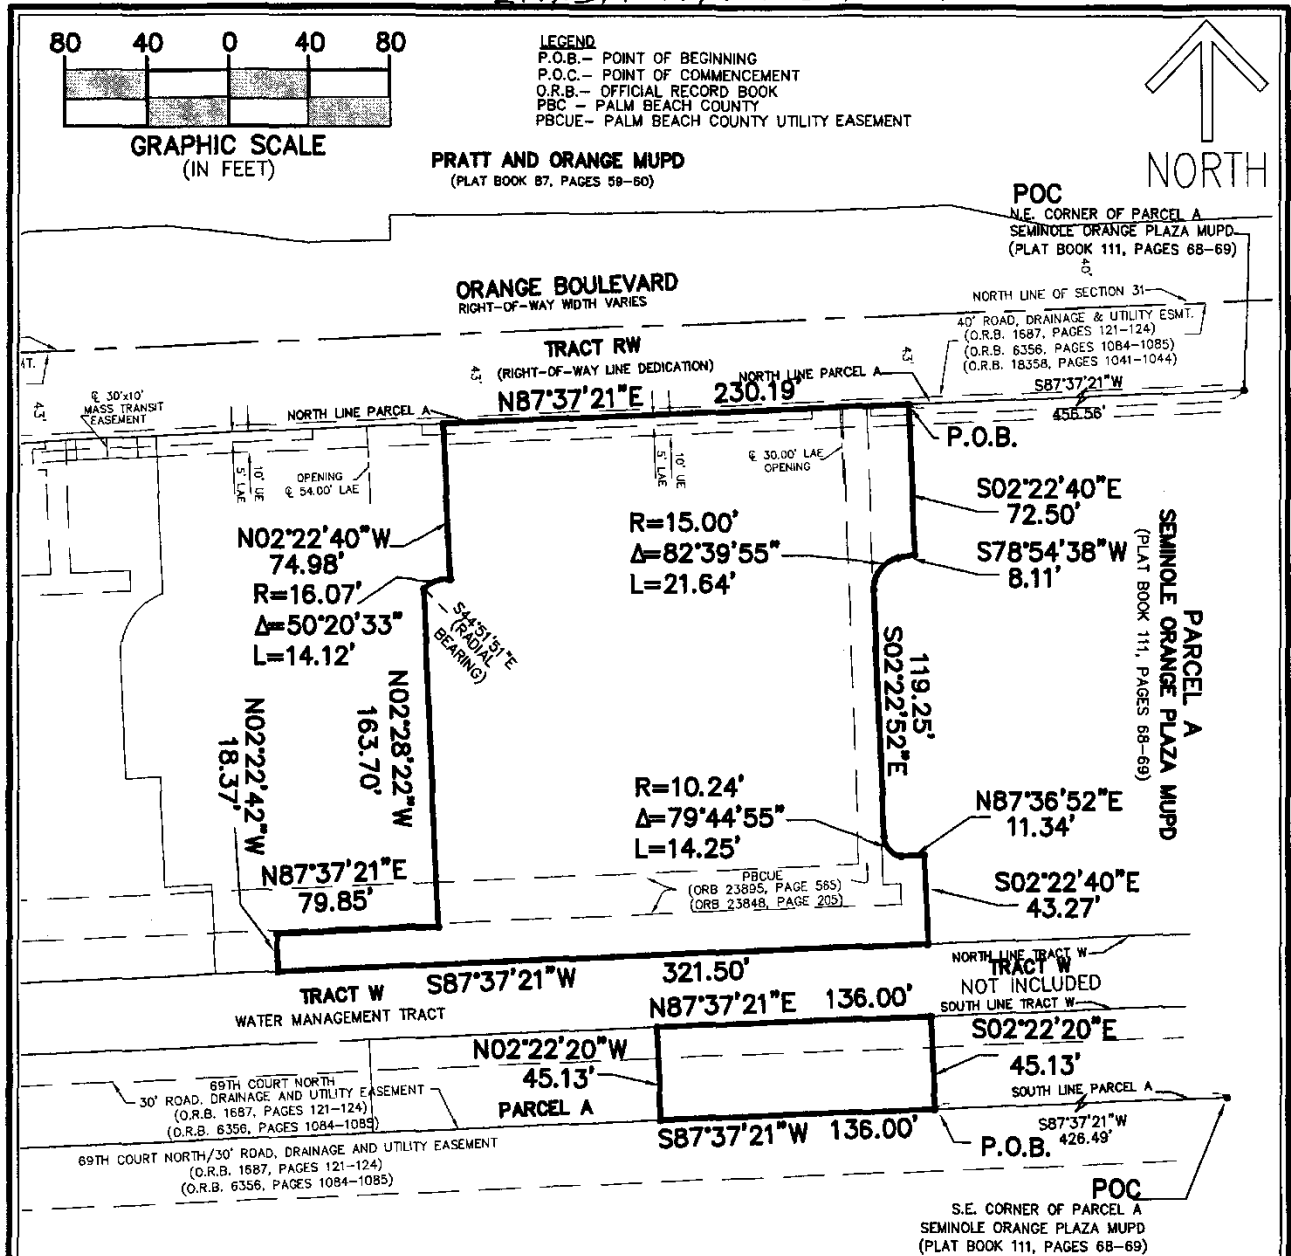 80 40 0 40 80
GRAPHIC SCALE
(IN FEET)
LEGEND
P.O.B.- POINT OF BEGINNING
P.O.C.- POINT OF COMMENCEMENT
O.R.B.- OFFICIAL RECORD BOOK
PBC - PALM BEACH COUNTY
PBCUE- PALM BEACH COUNTY UTILITY EASEMENT
PRATT AND ORANGE MUPD
(PLAT BOOK 87, PAGES 59-60)
NORTH
POC
N.E. CORNER OF PARCEL A
SEMINOLE ORANGE PLAZA MUPD
(PLAT BOOK 111, PAGES 68-69)
40'
ORANGE BOULEVARD
RIGHT-OF-WAY WIDTH VARIES
NORTH LINE OF SECTION 31
40' ROAD, DRAINAGE & UTILITY ESMT.
(O.R.B. 1687, PAGES 121-124)
(O.R.B. 6356, PAGES 1084-1085)
(O.R.B. 18358, PAGES 1041-1044)
TRACT RW
(RIGHT-OF-WAY LINE DEDICATION)
43'
43'
NORTH LINE PARCEL A
N87°37'21"E 230.19'
S87°37'21"W
456.56'
P.O.B.
MT.
43'
℄ 30'x10'
MASS TRANSIT
EASEMENT
NORTH LINE PARCEL A
5' LAE
10' UE
OPENING
℄ 54.00' LAE
5' LAE
10' UE
℄ 30.00' LAE
OPENING
S02°22'40"E
72.50'
N02°22'40"W
74.98'
R=15.00'
Δ=82°39'55"
L=21.64'
S78°54'38"W
8.11'
R=16.07'
Δ=50°20'33"
L=14.12'
S44°51'51"E
(RADIAL
BEARING)
PARCEL A
SEMINOLE ORANGE PLAZA MUPD
(PLAT BOOK 111, PAGES 68-69)
119.25'
S02°22'52"E
N02°28'22"W
163.70'
N02°22'42"W
18.37'
R=10.24'
Δ=79°44'55"
L=14.25'
N87°36'52"E
11.34'
N87°37'21"E
79.85'
PBCUE
(ORB 23895, PAGE 565)
(ORB 23848, PAGE 205)
S02°22'40"E
43.27'
S87°37'21"W 321.50'
NORTH LINE TRACT W
TRACT W
NOT INCLUDED
SOUTH LINE TRACT W
TRACT W
WATER MANAGEMENT TRACT
N87°37'21"E 136.00'
S02°22'20"E
45.13'
N02°22'20"W
45.13'
PARCEL A
SOUTH LINE PARCEL A
69TH COURT NORTH
30' ROAD, DRAINAGE AND UTILITY EASEMENT
(O.R.B. 1687, PAGES 121-124)
(O.R.B. 6356, PAGES 1084-1085)
S87°37'21"W 136.00'
S87°37'21"W
426.49'
P.O.B.
69TH COURT NORTH/30' ROAD, DRAINAGE AND UTILITY EASEMENT
(O.R.B. 1687, PAGES 121-124)
(O.R.B. 6356, PAGES 1084-1085)
POC
S.E. CORNER OF PARCEL A
SEMINOLE ORANGE PLAZA MUPD
(PLAT BOOK 111, PAGES 68-69)